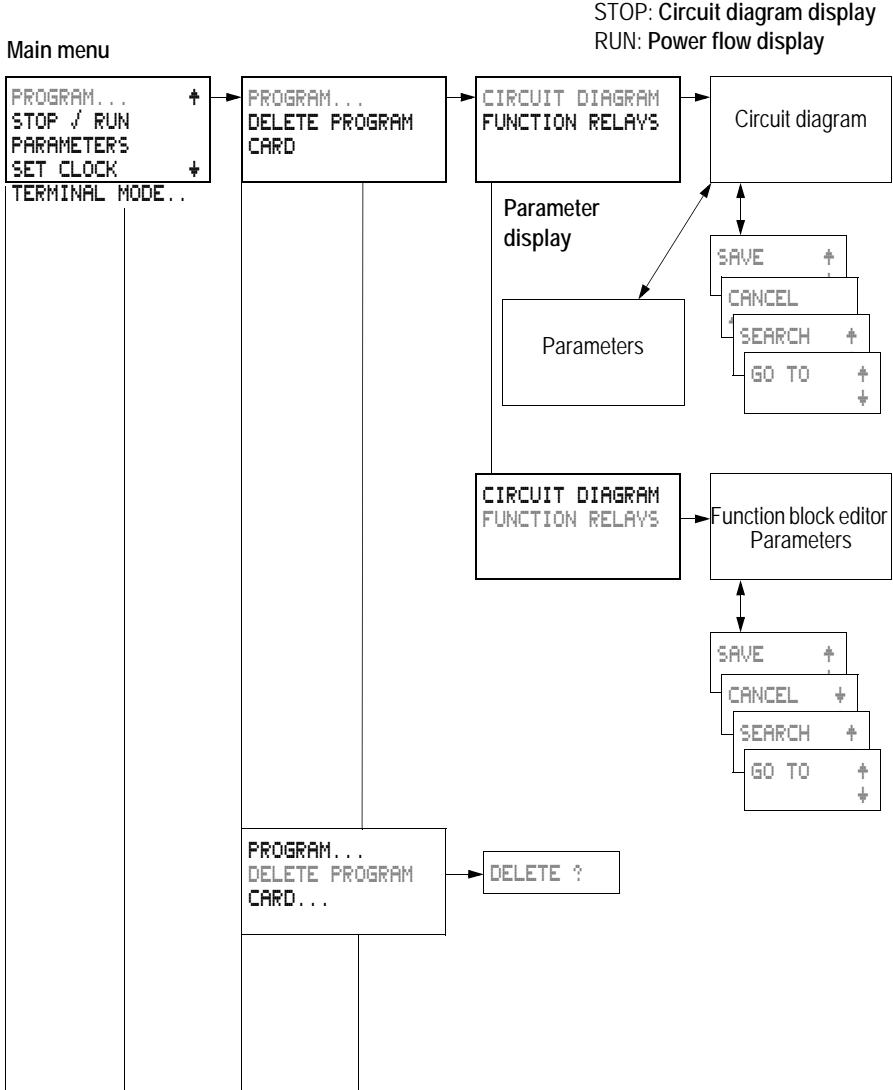 STOP: Circuit diagram display
RUN: Power flow display
Main menu
PROGRAM...
STOP √ RUN
PARAMETERS
SET CLOCK
TERMINAL MODE..
PROGRAM...
DELETE PROGRAM
CARD
CIRCUIT DIAGRAM
FUNCTION RELAYS
Circuit diagram
Parameter
display
Parameters
SAVE
CANCEL
SEARCH
GO TO
CIRCUIT DIAGRAM
FUNCTION RELAYS
Function block editor
Parameters
SAVE
CANCEL
SEARCH
GO TO
PROGRAM...
DELETE PROGRAM
CARD...
DELETE ?